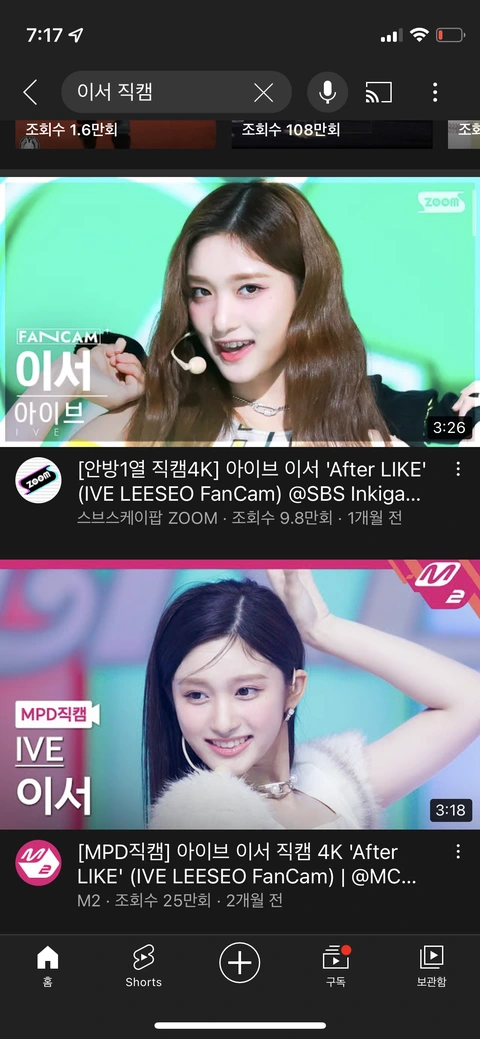 7:17
이서 직캠
조회수 1.6만회
조회수 108만회
조회
ZOOM
FANCAM
이서
아이브
IVE
3:26
ZOOM
[안방1열 직캠4K] 아이브 이서 'After LIKE'
(IVE LEESEO FanCam) @SBS Inkiga...
스브스케이팝 ZOOM · 조회수 9.8만회 · 1개월 전
M2
MPD직캠
IVE
이서
3:18
M2
[MPD직캠] 아이브 이서 직캠 4K 'After
LIKE' (IVE LEESEO FanCam) | @MC...
M2 · 조회수 25만회 · 2개월 전
홈
Shorts
구독
보관함